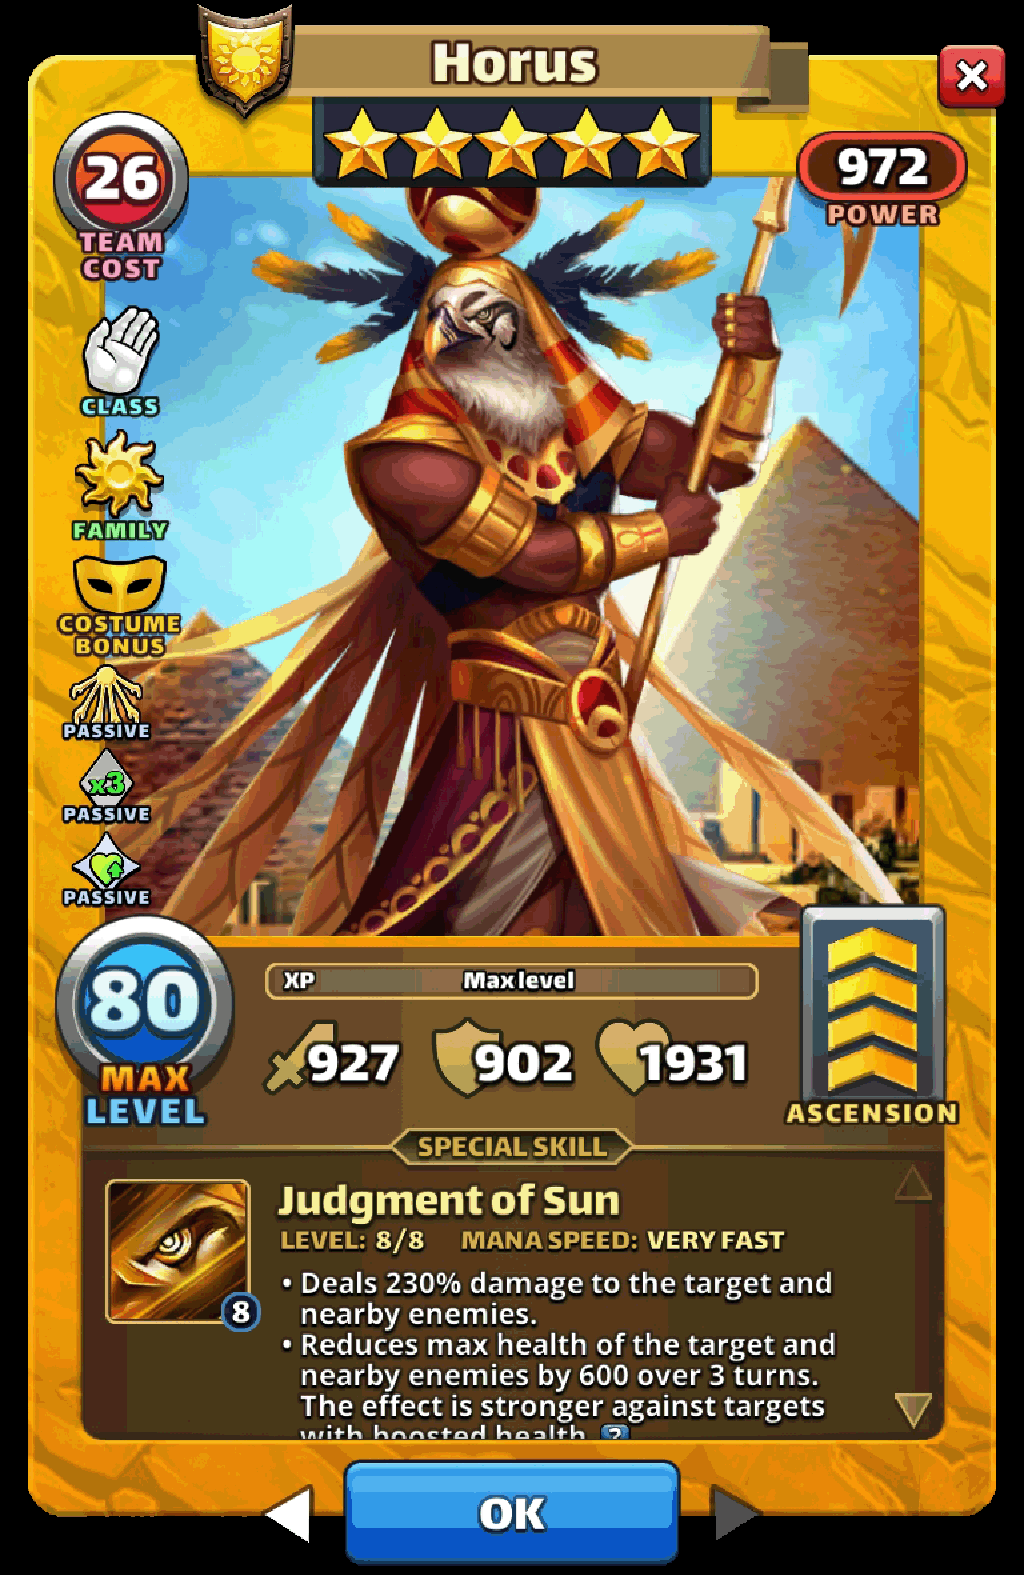 Horus
26
TEAM
COST
972
POWER
CLASS
FAMILY
COSTUME
BONUS
PASSIVE
x3
PASSIVE
PASSIVE
80
MAX
LEVEL
XP Max level
927 902 1931
ASCENSION
SPECIAL SKILL
Judgment of Sun
LEVEL: 8/8 MANA SPEED: VERY FAST
8
• Deals 230% damage to the target and
nearby enemies.
• Reduces max health of the target and
nearby enemies by 600 over 3 turns.
The effect is stronger against targets
with boosted health. ?
OK